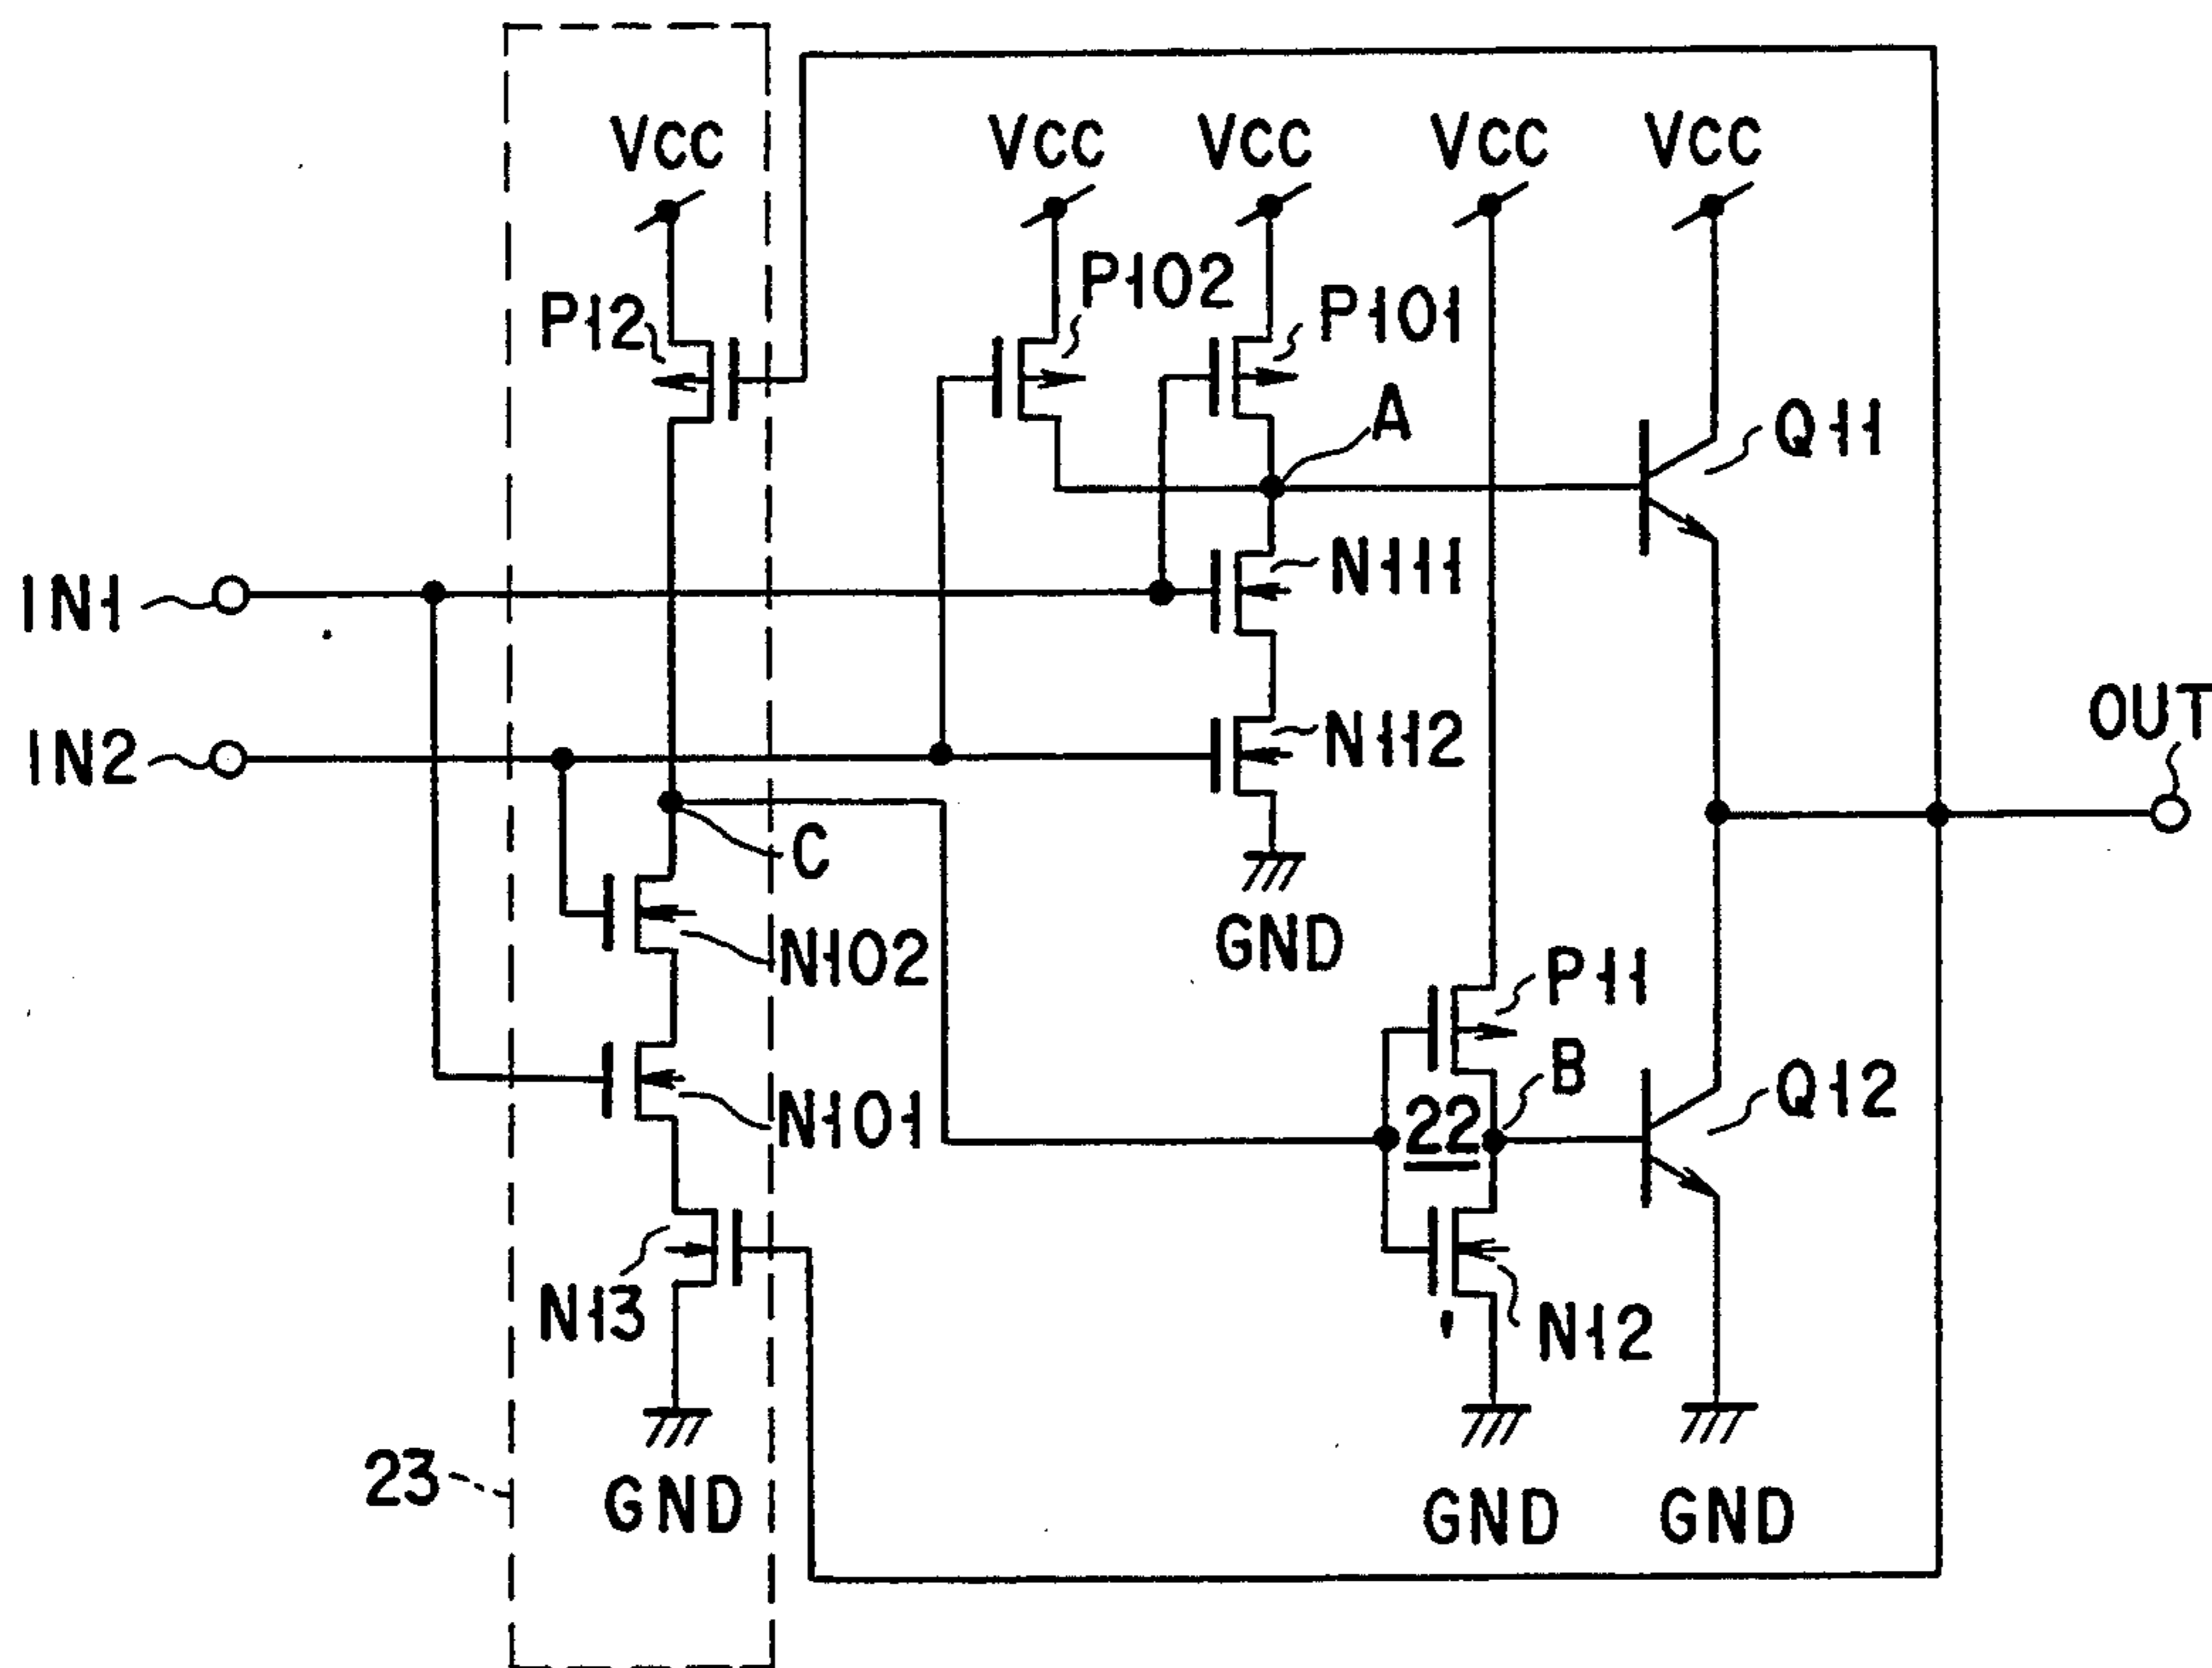 VCC
VCC
VCC
VCC
VCC
P102
P101
P12
A
Q11
N111
IN1
OUT
N112
IN2
C
GND
N102
P11
B
Q12
22
N101
N13
N12
23
GND
GND
GND